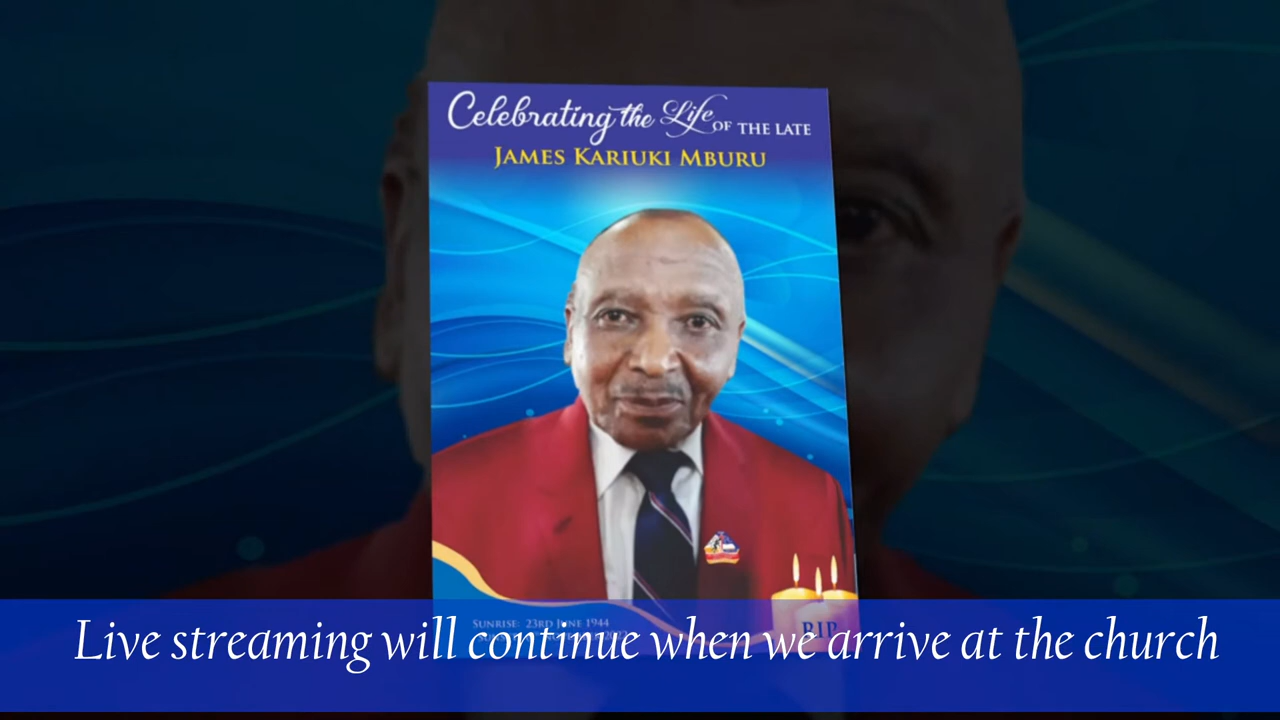 Celebrating the Life OF THE LATE
JAMES KARIUKI MBURU
SUNRISE: 23RD JUNE 1944
RIP
Live streaming will continue when we arrive at the church